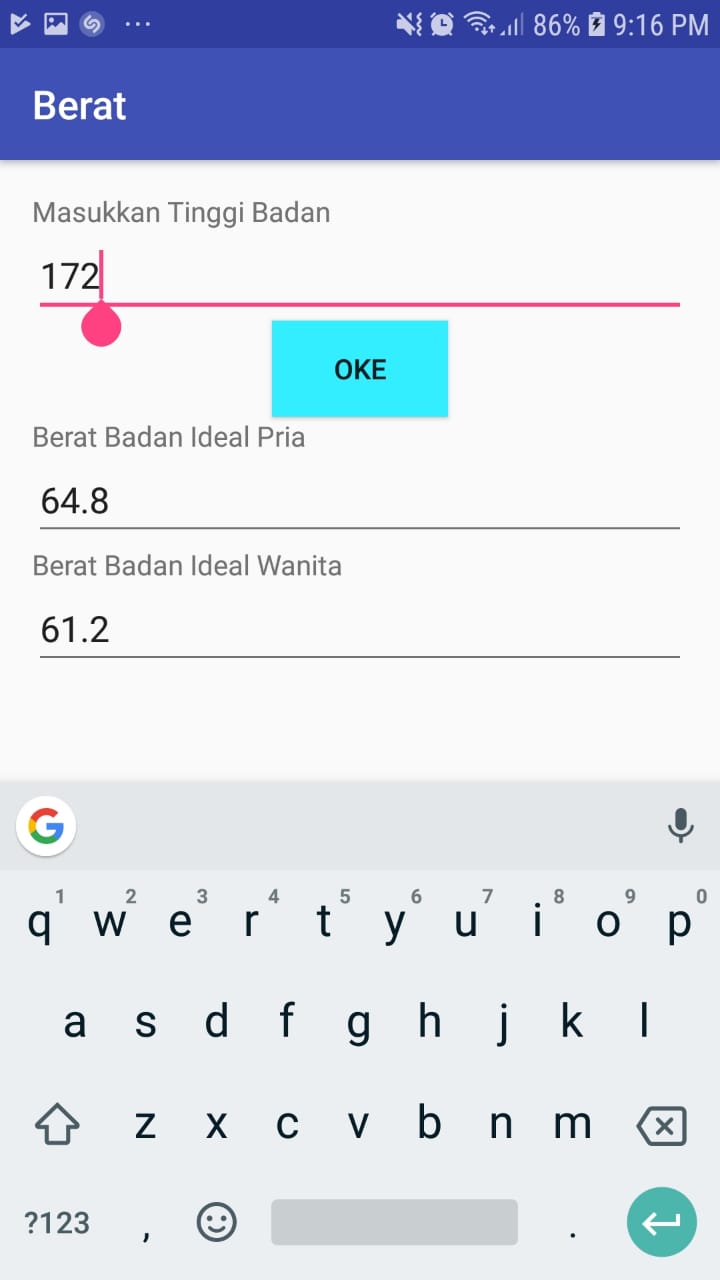 86% 9:16 PM
Berat
Masukkan Tinggi Badan
172
OKE
Berat Badan Ideal Pria
64.8
Berat Badan Ideal Wanita
61.2
G
1 2 3 4 5 6 7 8 9 0
q w e r t y u i o p
a s d f g h j k l
z x c v b n m
?123 , .